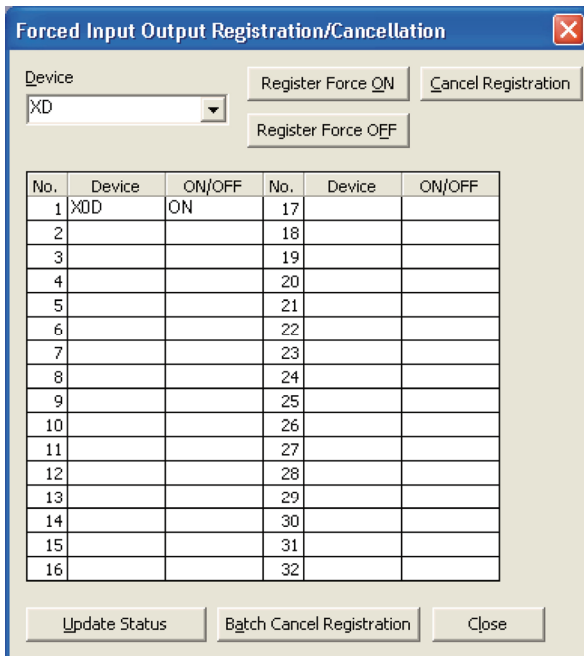 Forced Input Output Registration/Cancellation
Device
XD
Register Force ON
Cancel Registration
Register Force OFF
No. Device ON/OFF No. Device ON/OFF
1 X0D ON 17
2 18
3 19
4 20
5 21
6 22
7 23
8 24
9 25
10 26
11 27
12 28
13 29
14 30
15 31
16 32
Update Status Batch Cancel Registration Close